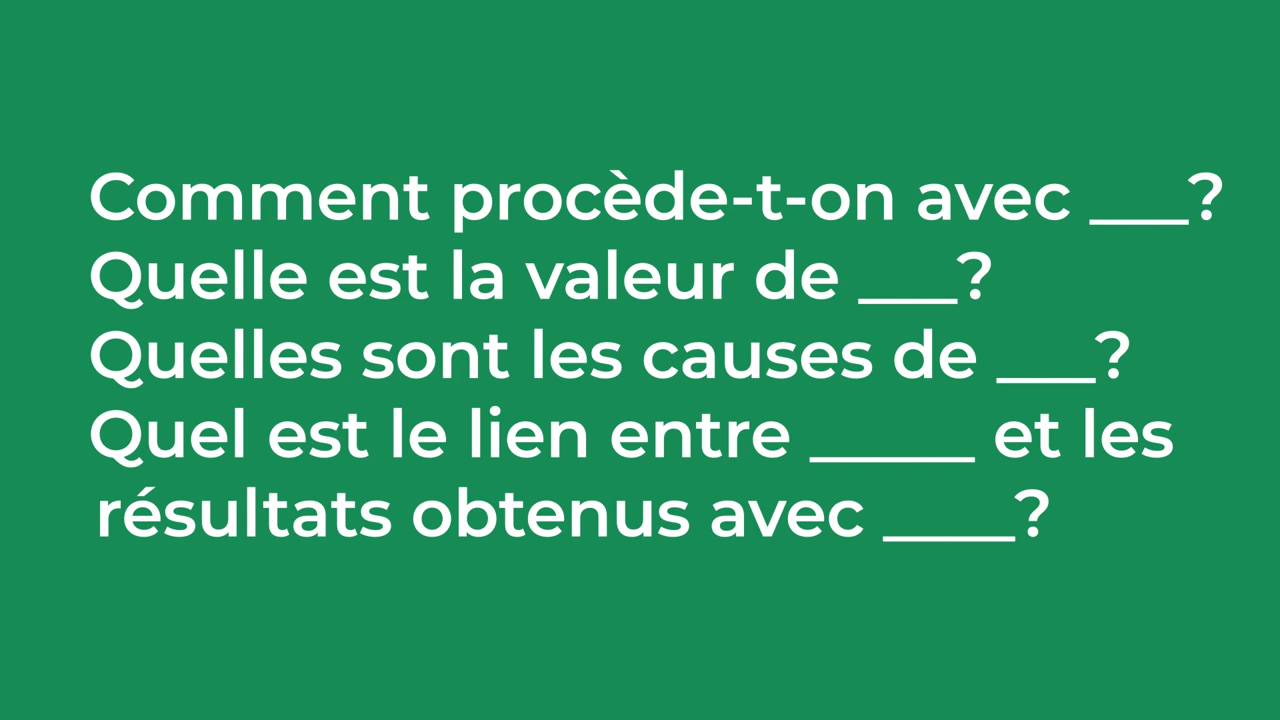 Comment procède-t-on avec ___?
Quelle est la valeur de ___?
Quelles sont les causes de ___?
Quel est le lien entre _____ et les
résultats obtenus avec ____?